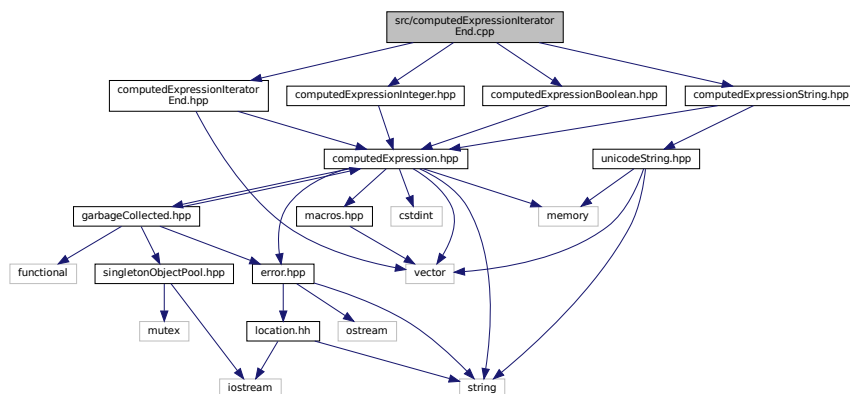 src/computedExpressionIterator
End.cpp
computedExpressionIterator
End.hpp
computedExpressionInteger.hpp
computedExpressionBoolean.hpp
computedExpressionString.hpp
computedExpression.hpp
unicodeString.hpp
garbageCollected.hpp
macros.hpp
cstdint
memory
functional
singletonObjectPool.hpp
error.hpp
vector
mutex
location.hh
ostream
iostream
string